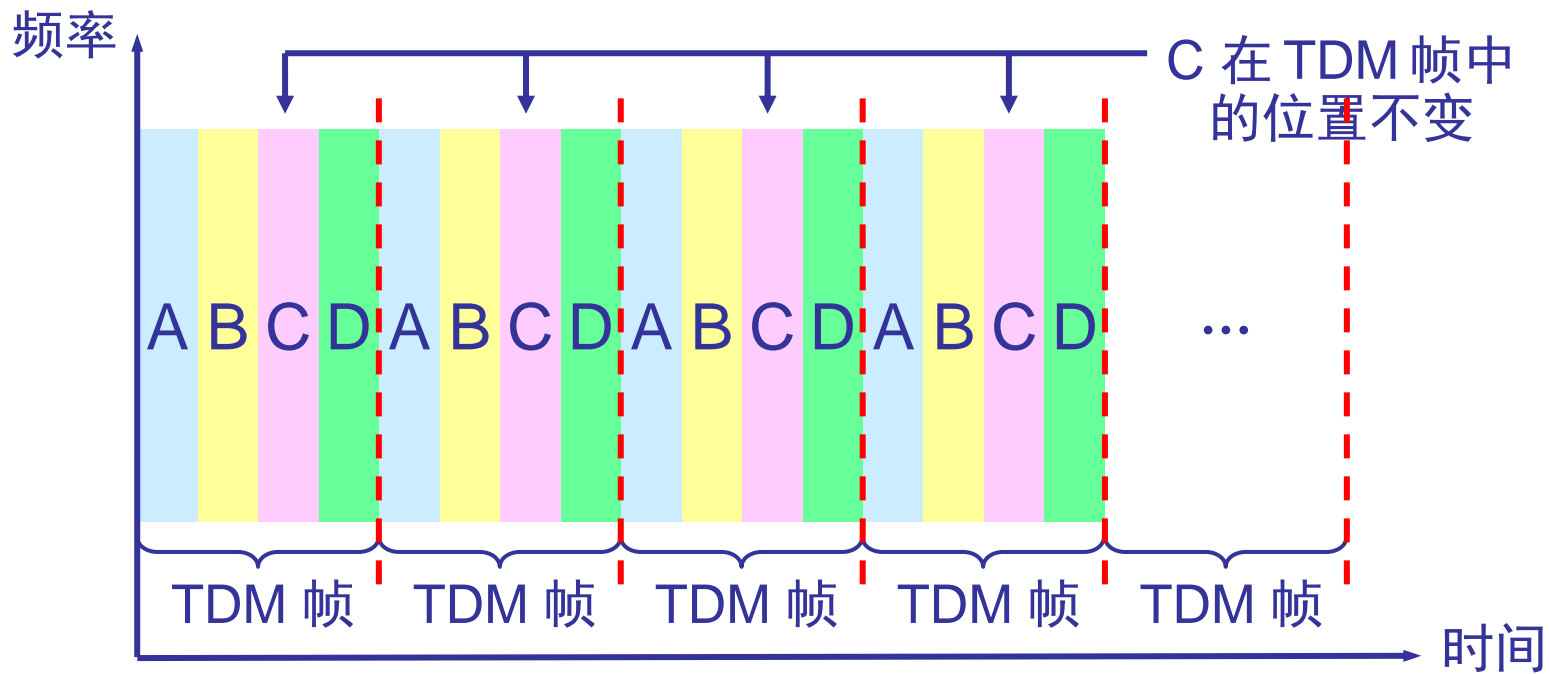 频率
C 在 TDM 帧中
的位置不变
A B C D A B C D A B C D A B C D ...
TDM 帧 TDM 帧 TDM 帧 TDM 帧 TDM 帧
时间